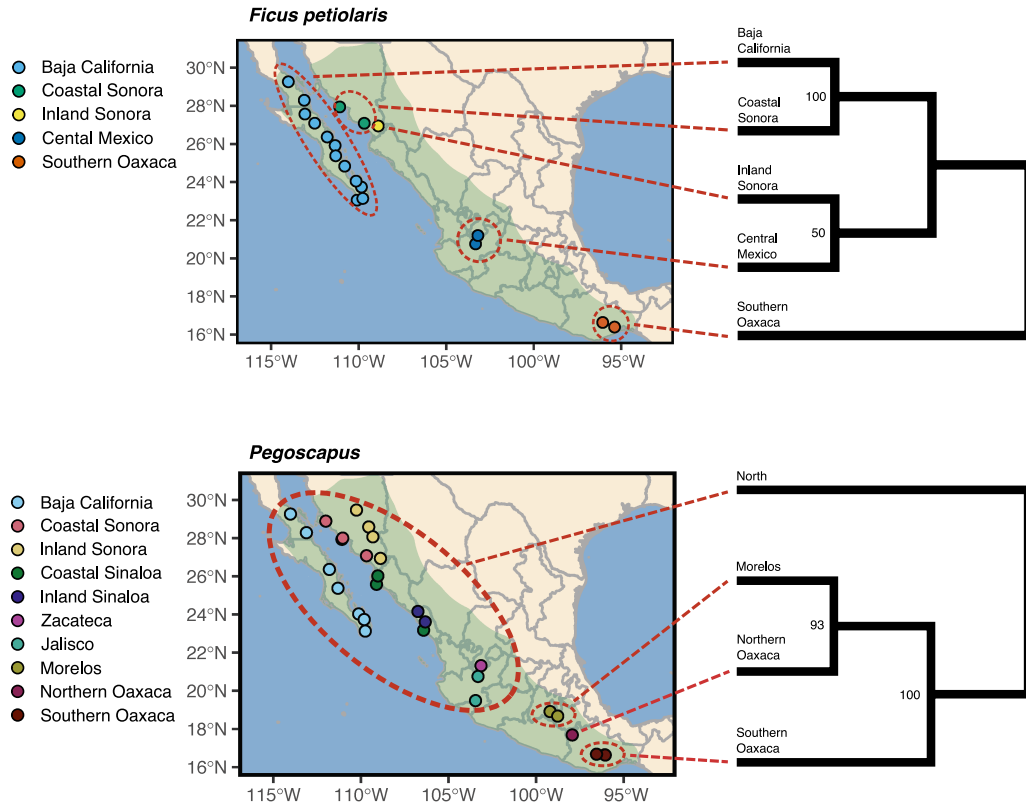 Ficus petiolaris
Baja California
Coastal Sonora
Inland Sonora
Cental Mexico
Southern Oaxaca
30°N
28°N
26°N
24°N
22°N
20°N
18°N
16°N
115°W
110°W
105°W
100°W
95°W
Baja
California
Coastal
Sonora
Inland
Sonora
Central
Mexico
Southern
Oaxaca
100
50
Pegoscapus
Baja California
Coastal Sonora
Inland Sonora
Coastal Sinaloa
Inland Sinaloa
Zacateca
Jalisco
Morelos
Northern Oaxaca
Southern Oaxaca
30°N
28°N
26°N
24°N
22°N
20°N
18°N
16°N
115°W
110°W
105°W
100°W
95°W
North
Morelos
Northern
Oaxaca
Southern
Oaxaca
93
100